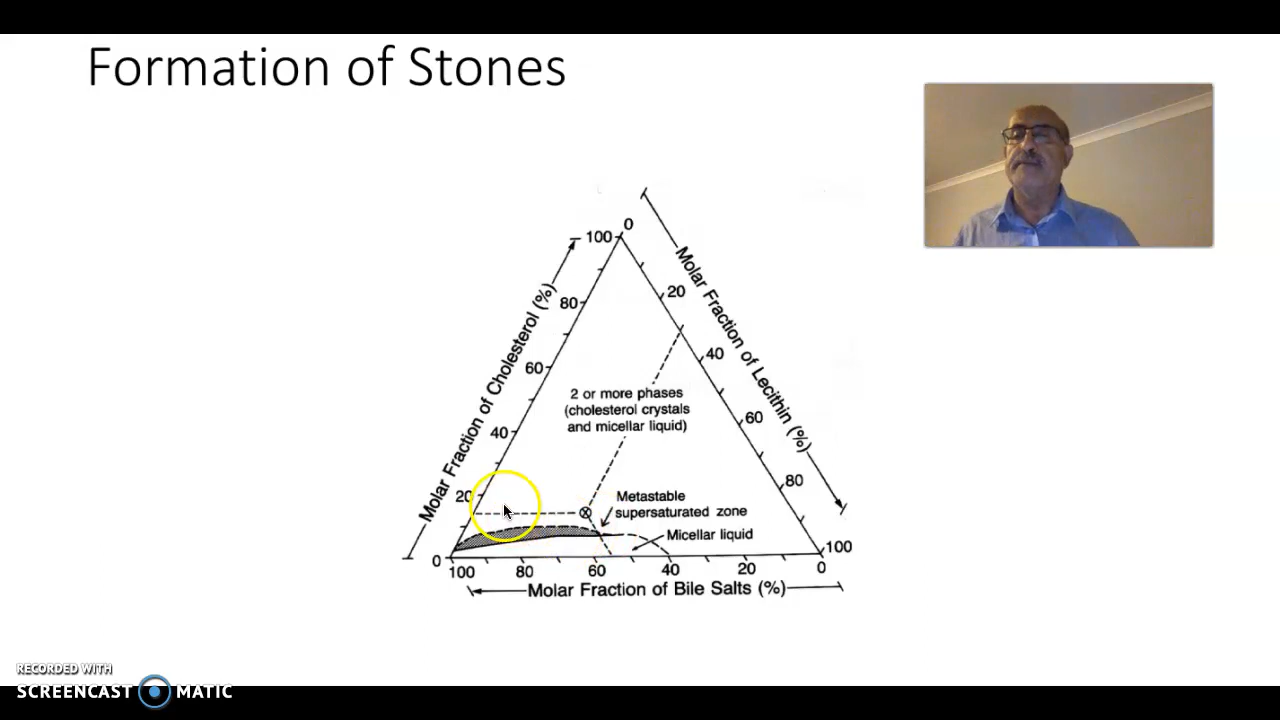 Formation of Stones
0
100
80
60
40
20
0
Molar Fraction of Cholesterol (%)
20
40
60
80
100
Molar Fraction of Lecithin (%)
2 or more phases
(cholesterol crystals
and micellar liquid)
Metastable
supersaturated zone
Micellar liquid
100
80
60
40
20
0
Molar Fraction of Bile Salts (%)
RECORDED WITH
SCREENCAST MATIC